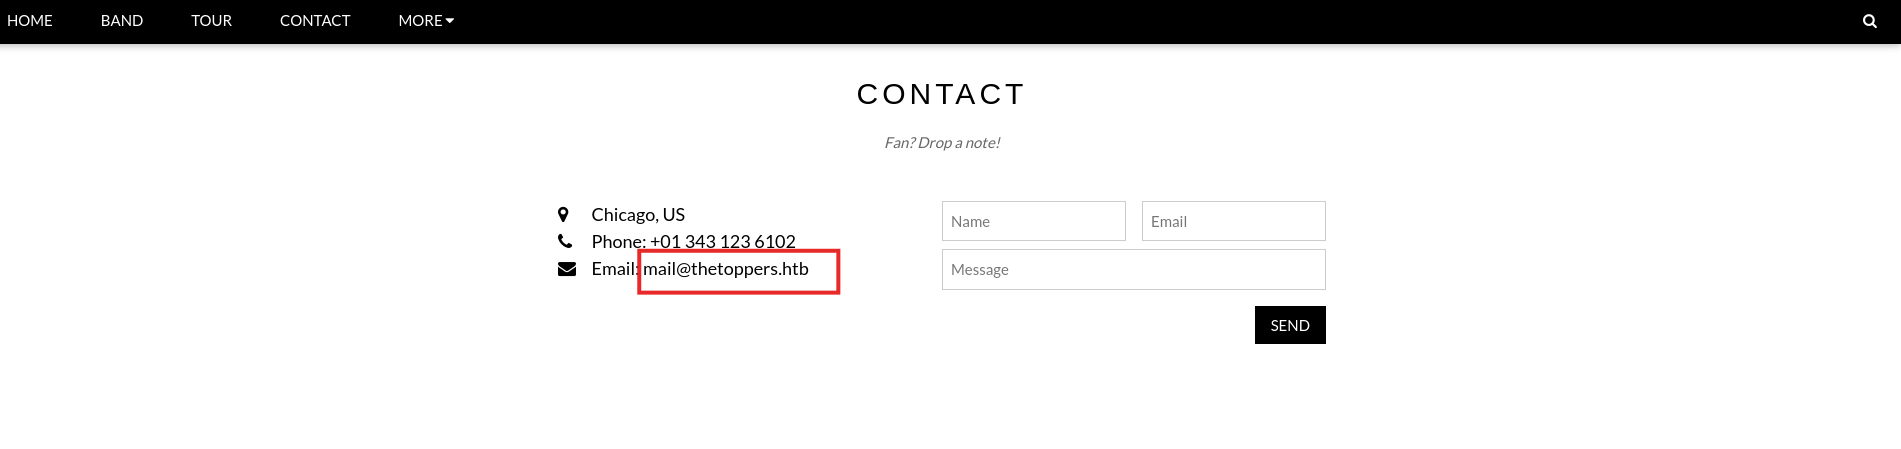 HOME BAND TOUR CONTACT MORE
CONTACT
Fan? Drop a note!
Chicago, US
Phone: +01 343 123 6102
Email: mail@thetoppers.htb
Name Email
Message
SEND